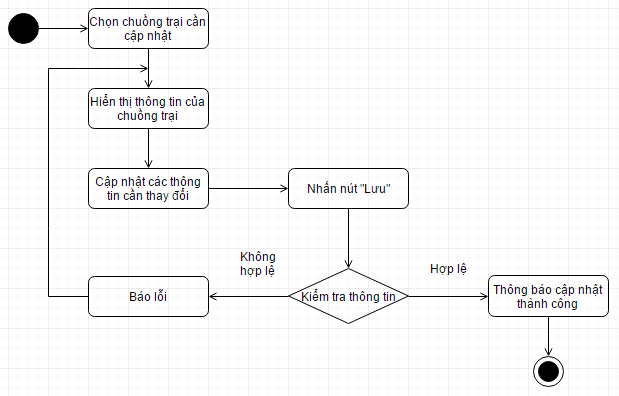 Chọn chuồng trại cần
cập nhật
Hiển thị thông tin của
chuồng trại
Cập nhật các thông
tin cần thay đổi
Nhấn nút "Lưu"
Không
hợp lệ
Hợp lệ
Báo lỗi
Kiểm tra thông tin
Thông báo cập nhật
thành công